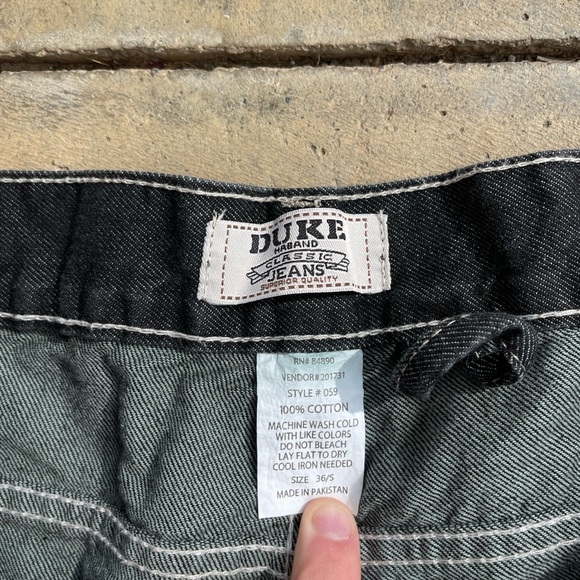 DUKE
HABAND
CLASSIC
JEANS
SUPERIOR QUALITY
RN# 84890
VENDOR# 201731
STYLE # 059
100% COTTON
MACHINE WASH COLD
WITH LIKE COLORS
DO NOT BLEACH
LAY FLAT TO DRY
COOL IRON NEEDED
SIZE 36/S
MADE IN PAKISTAN